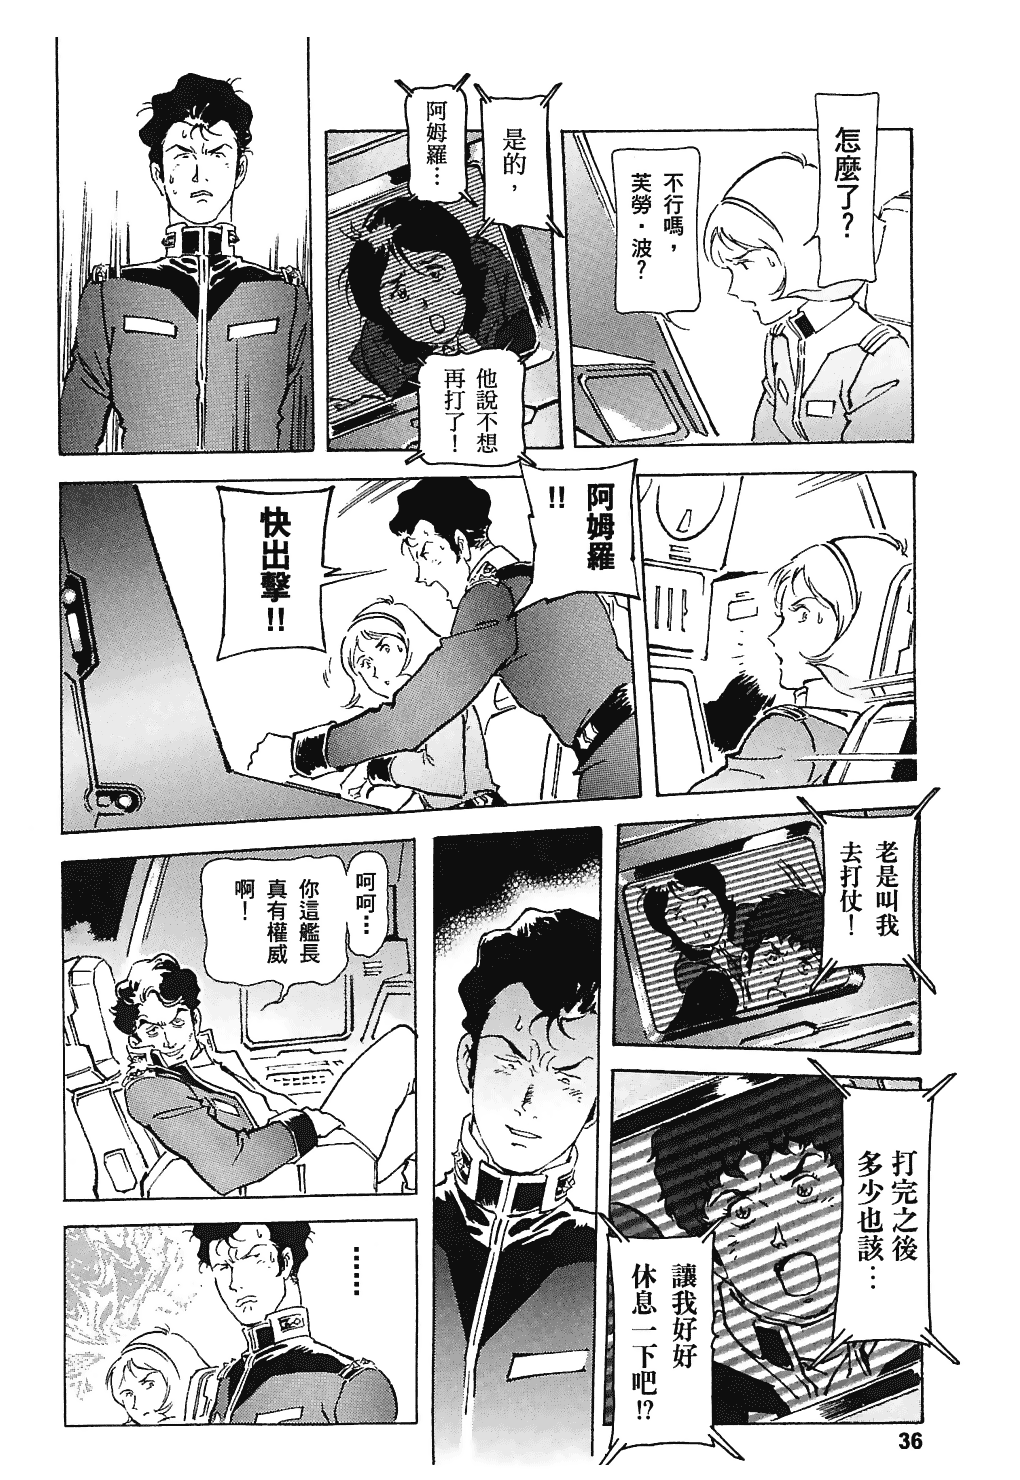 怎麼了?
不行嗎，
芙勞・波?
是的，
阿姆羅…
他說不想
再打了!
阿姆羅
!!
快出擊!!
老是叫我
去打仗!
打完之後
多少也該…
讓我好好
休息一下吧!?
呵呵…
你這艦長
真有權威
啊!
……
36